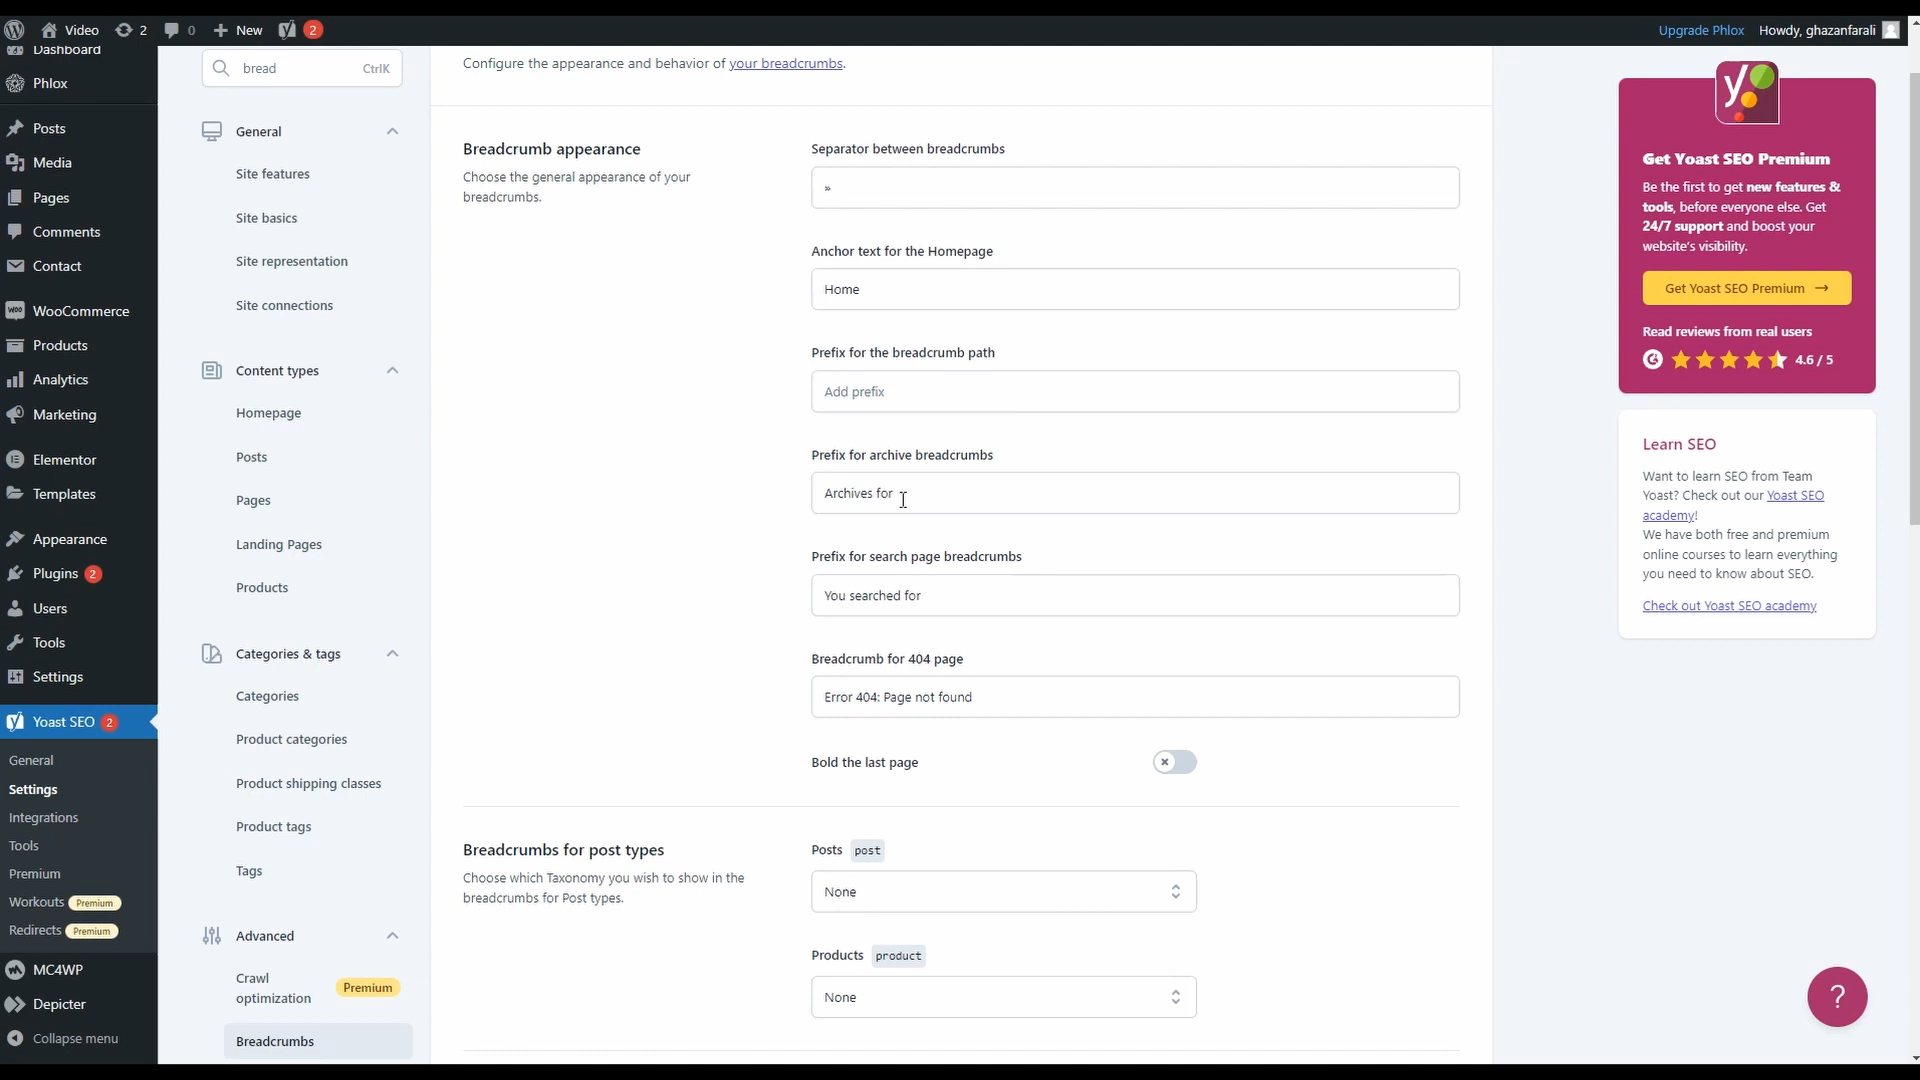 Video
2
0
New
2
Upgrade Phlox
Howdy, ghazanfarali
Dashboard
Phlox
Posts
Media
Pages
Comments
Contact
WooCommerce
Products
Analytics
Marketing
Elementor
Templates
Appearance
Plugins 2
Users
Tools
Settings
Yoast SEO 2
General
Settings
Integrations
Tools
Premium
Workouts Premium
Redirects Premium
MC4WP
Depicter
Collapse menu
bread
CtrlK
General
Site features
Site basics
Site representation
Site connections
Content types
Homepage
Posts
Pages
Landing Pages
Products
Categories & tags
Categories
Product categories
Product shipping classes
Product tags
Tags
Advanced
Crawl
optimization
Premium
Breadcrumbs
Configure the appearance and behavior of your breadcrumbs.
Breadcrumb appearance
Choose the general appearance of your
breadcrumbs.
Separator between breadcrumbs
»
Anchor text for the Homepage
Home
Prefix for the breadcrumb path
Add prefix
Prefix for archive breadcrumbs
Archives for
Prefix for search page breadcrumbs
You searched for
Breadcrumb for 404 page
Error 404: Page not found
Bold the last page
Breadcrumbs for post types
Choose which Taxonomy you wish to show in the
breadcrumbs for Post types.
Posts post
None
Products product
None
Get Yoast SEO Premium
Be the first to get new features &
tools, before everyone else. Get
24/7 support and boost your
website's visibility.
Get Yoast SEO Premium →
Read reviews from real users
4.6 / 5
Learn SEO
Want to learn SEO from Team
Yoast? Check out our Yoast SEO
academy!
We have both free and premium
online courses to learn everything
you need to know about SEO.
Check out Yoast SEO academy
?